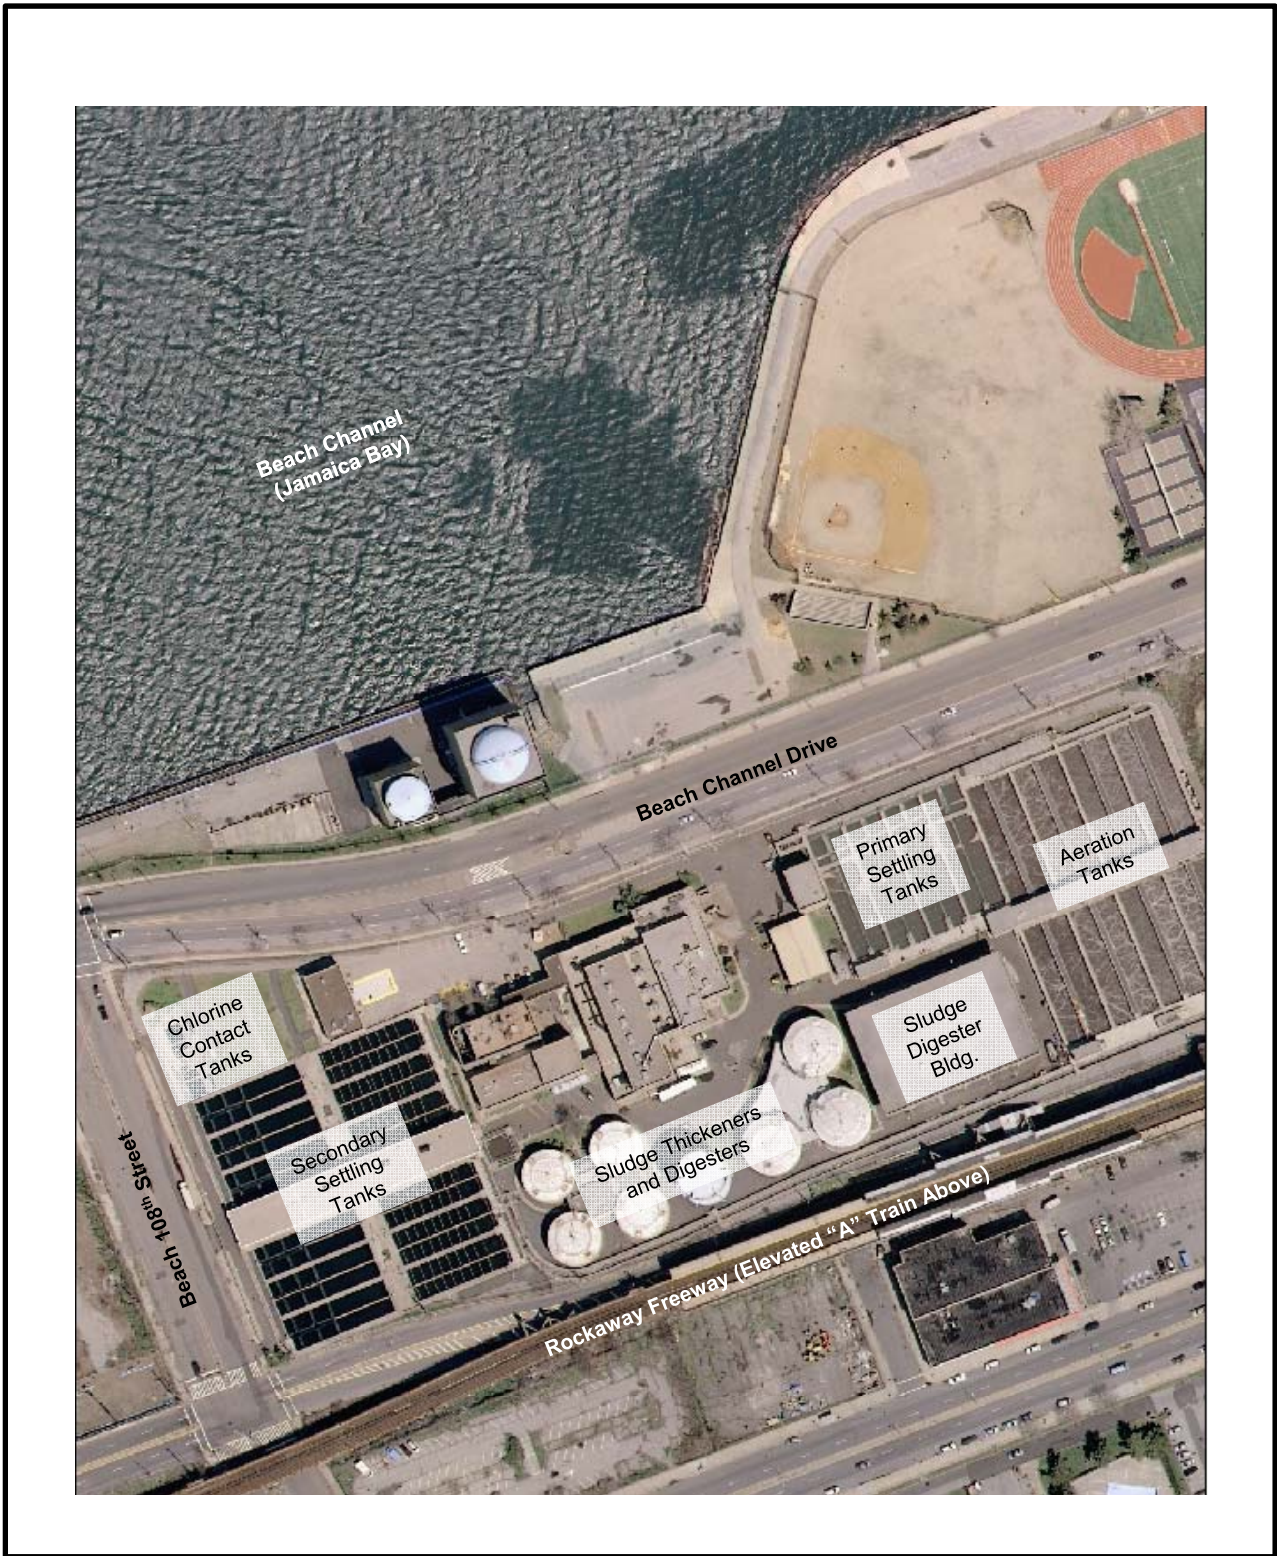 Beach Channel
(Jamaica Bay)
Beach Channel Drive
Primary
Settling
Tanks
Aeration
Tanks
Chlorine
Contact
Tanks
Sludge
Digester
Bldg.
Secondary
Settling
Tanks
Sludge Thickeners
and Digesters
Beach 108th Street
Rockaway Freeway (Elevated “A” Train Above)